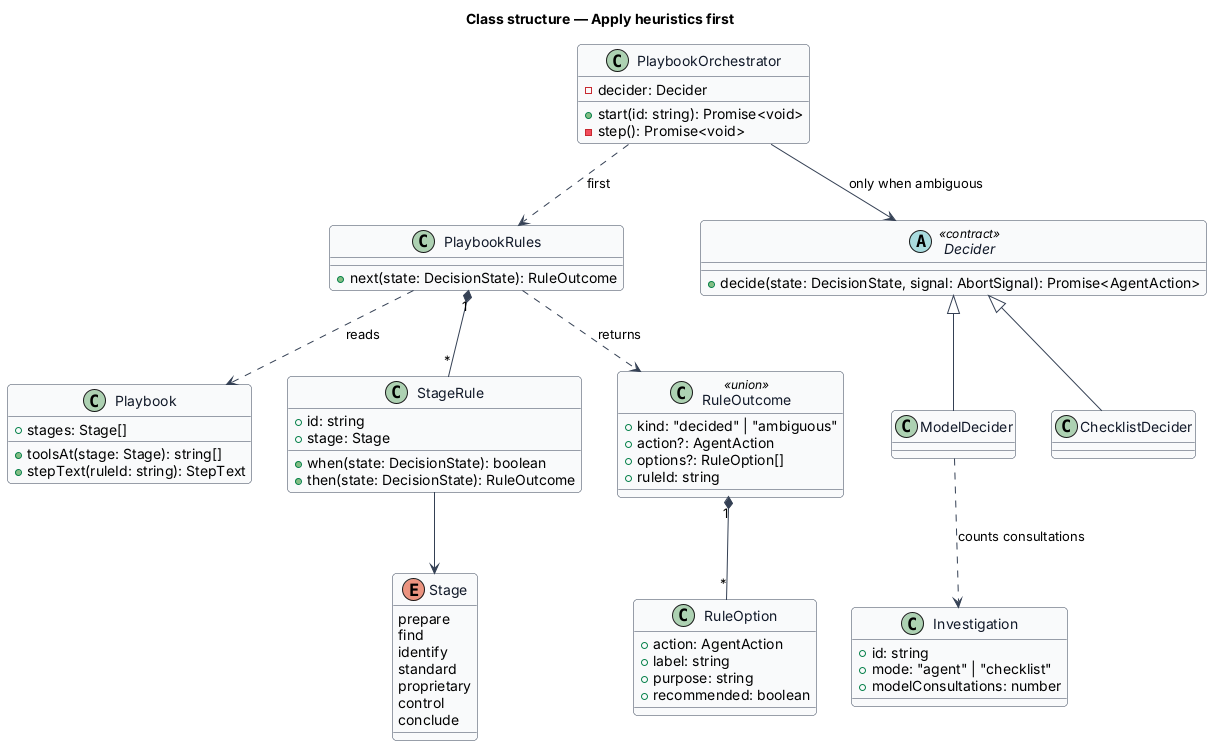 Class structure — Apply heuristics first
C PlaybookOrchestrator
decider: Decider
start(id: string): Promise<void>
step(): Promise<void>
first
only when ambiguous
C PlaybookRules
next(state: DecisionState): RuleOutcome
A «contract»
Decider
decide(state: DecisionState, signal: AbortSignal): Promise<AgentAction>
reads
1
*
returns
C Playbook
stages: Stage[]
toolsAt(stage: Stage): string[]
stepText(ruleId: string): StepText
C StageRule
id: string
stage: Stage
when(state: DecisionState): boolean
then(state: DecisionState): RuleOutcome
C «union»
RuleOutcome
kind: "decided" | "ambiguous"
action?: AgentAction
options?: RuleOption[]
ruleId: string
C ModelDecider
C ChecklistDecider
1
*
counts consultations
E Stage
prepare
find
identify
standard
proprietary
control
conclude
C RuleOption
action: AgentAction
label: string
purpose: string
recommended: boolean
C Investigation
id: string
mode: "agent" | "checklist"
modelConsultations: number